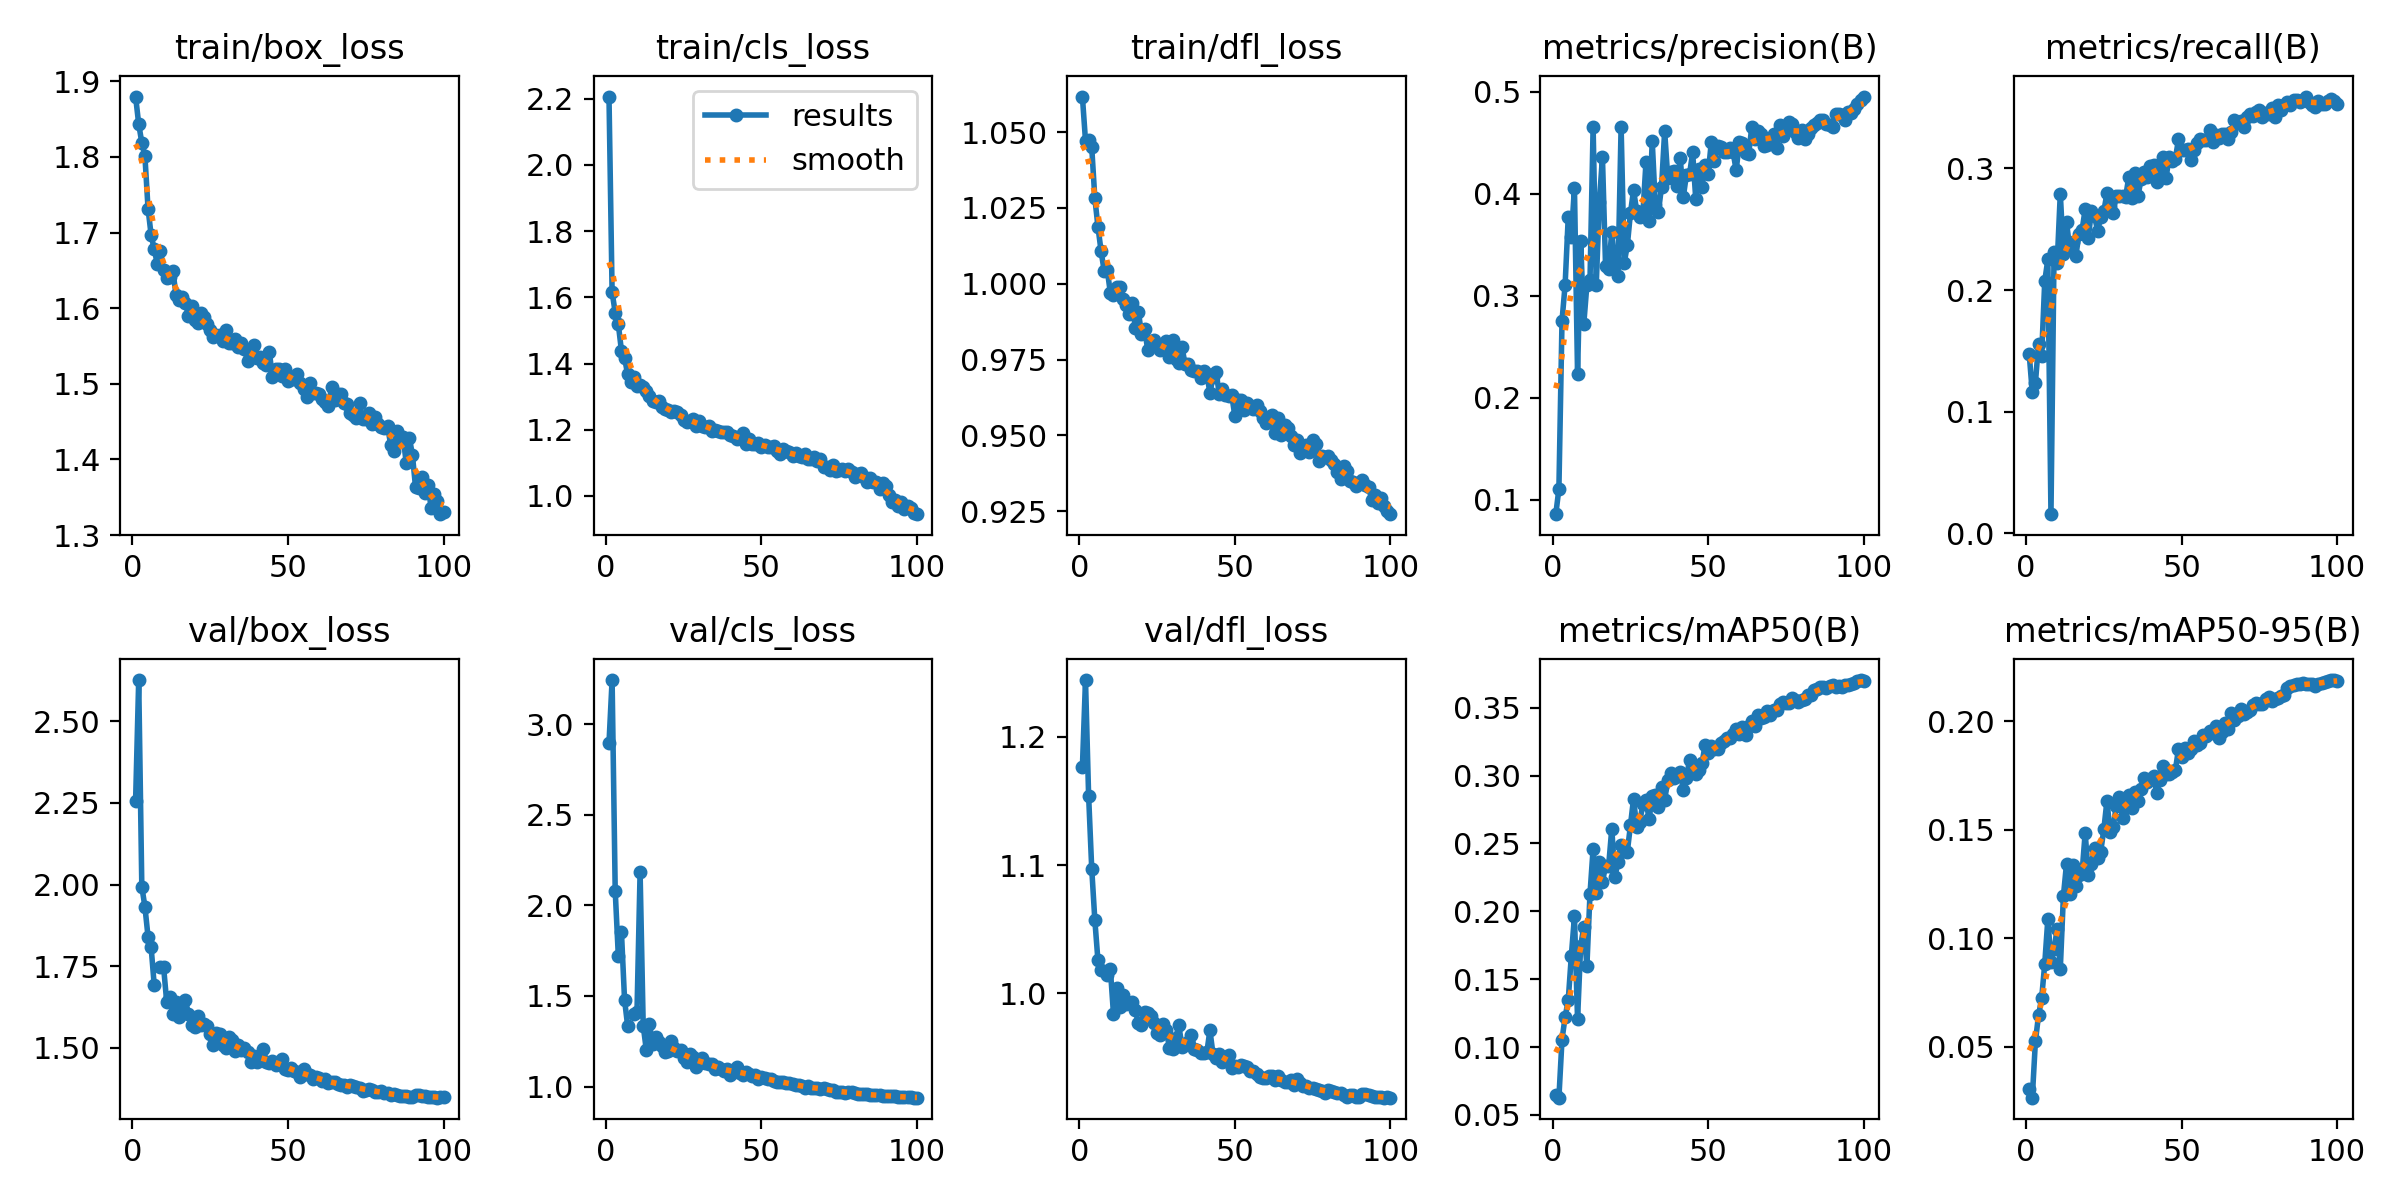 train/box_loss
1.9
1.8
1.7
1.6
1.5
1.4
1.3
0 50 100
train/cls_loss
results
smooth
2.2
2.0
1.8
1.6
1.4
1.2
1.0
0 50 100
train/dfl_loss
1.050
1.025
1.000
0.975
0.950
0.925
0 50 100
metrics/precision(B)
0.5
0.4
0.3
0.2
0.1
0 50 100
metrics/recall(B)
0.3
0.2
0.1
0.0
0 50 100
val/box_loss
2.50
2.25
2.00
1.75
1.50
0 50 100
val/cls_loss
3.0
2.5
2.0
1.5
1.0
0 50 100
val/dfl_loss
1.2
1.1
1.0
0 50 100
metrics/mAP50(B)
0.35
0.30
0.25
0.20
0.15
0.10
0.05
0 50 100
metrics/mAP50-95(B)
0.20
0.15
0.10
0.05
0 50 100